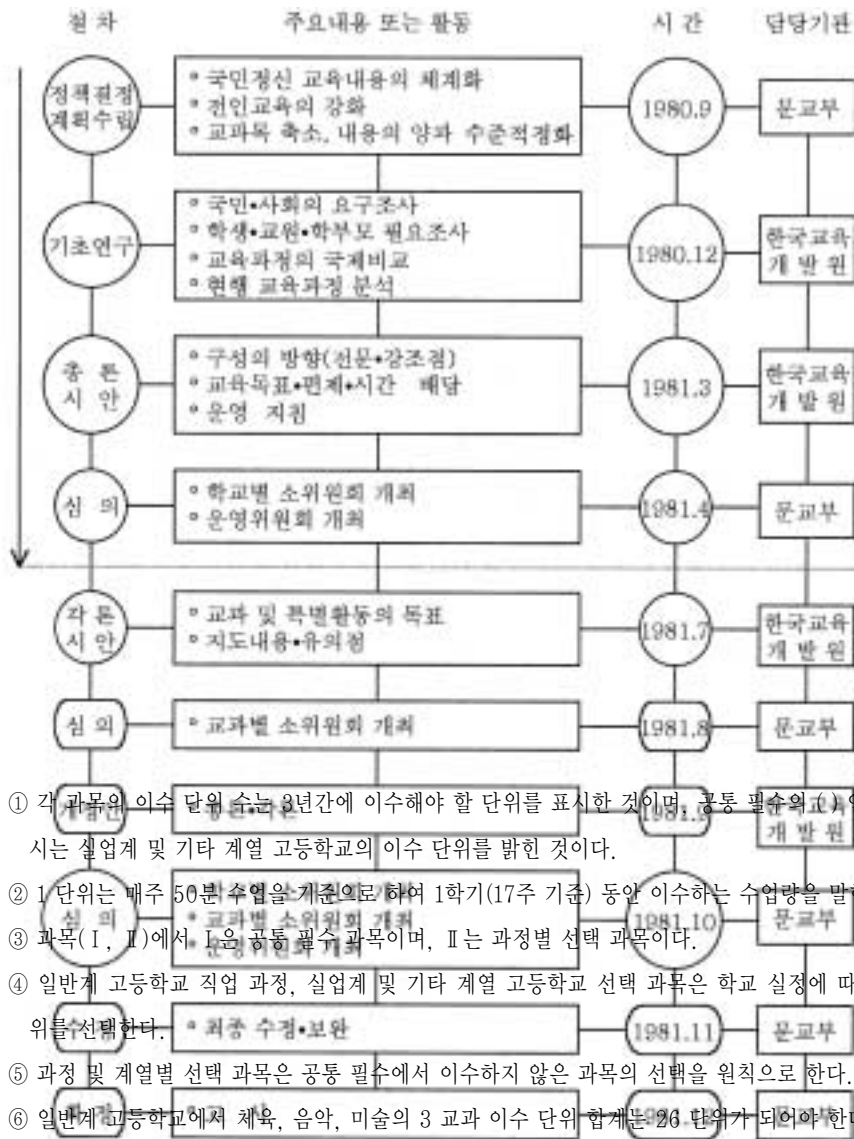 절 차 주요내용 또는 활동 시 간 담당기관
정책결정
계획수립
국민정신 교육내용의 체계화
전인교육의 강화
교과목 축소, 내용의 양과 수준적정화
1980.9
문교부
기초연구
국민•사회의 요구조사
학생•교원•학부모 필요조사
교육과정의 국제비교
현행 교육과정 분석
1980.12
한국교육
개 발 원
총 론
시 안
구성의 방향(전문•강조점)
교육목표•편제•시간 배당
운영 지침
1981.3
한국교육
개 발 원
심 의
학교별 소위원회 개최
운영위원회 개최
1981.4
문교부
각 론
시 안
교과 및 특별활동의 목표
지도내용•유의점
1981.7
한국교육
개 발 원
심 의
교과별 소위원회 개최
1981.8
문교부
① 각 과목의 이수 단위 수는 3년간에 이수해야 할 단위를 표시한 것이며, 공통 필수의 ( )
개 발 원
시는 실업계 및 기타 계열 고등학교의 이수 단위를 밝힌 것이다.
② 1 단위는 매주 50분 수업을 기준으로 하여 1학기(17주 기준) 동안 이수하는 수업량을
심 의
교과별 소위원회 개최
운영위원회 개최
1981.10
문교부
③ 과목(Ⅰ, Ⅱ)에서 Ⅰ은 공통 필수 과목이며, Ⅱ는 과정별 선택 과목이다.
④ 일반계 고등학교 직업 과정, 실업계 및 기타 계열 고등학교 선택 과목은 학교 실정에
위를 선택한다.
최종 수정•보완
1981.11
문교부
⑤ 과정 및 계열별 선택 과목은 공통 필수에서 이수하지 않은 과목의 선택을 원칙으로 한다.
⑥ 일반계 고등학교에서 체육, 음악, 미술의 3 교과 이수 단위 합계는 26 단위가 되어야